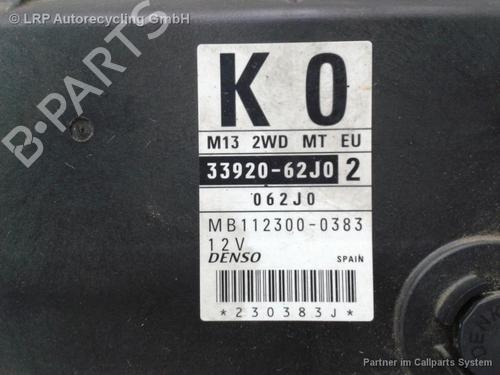 © LRP Autorecycling GmbH
K 0
M13 2WD MT EU
33920-62J0 2
062J0
MB112300-0383
12V
DENSO SPAIN
*230383J*
Partner im Callparts System